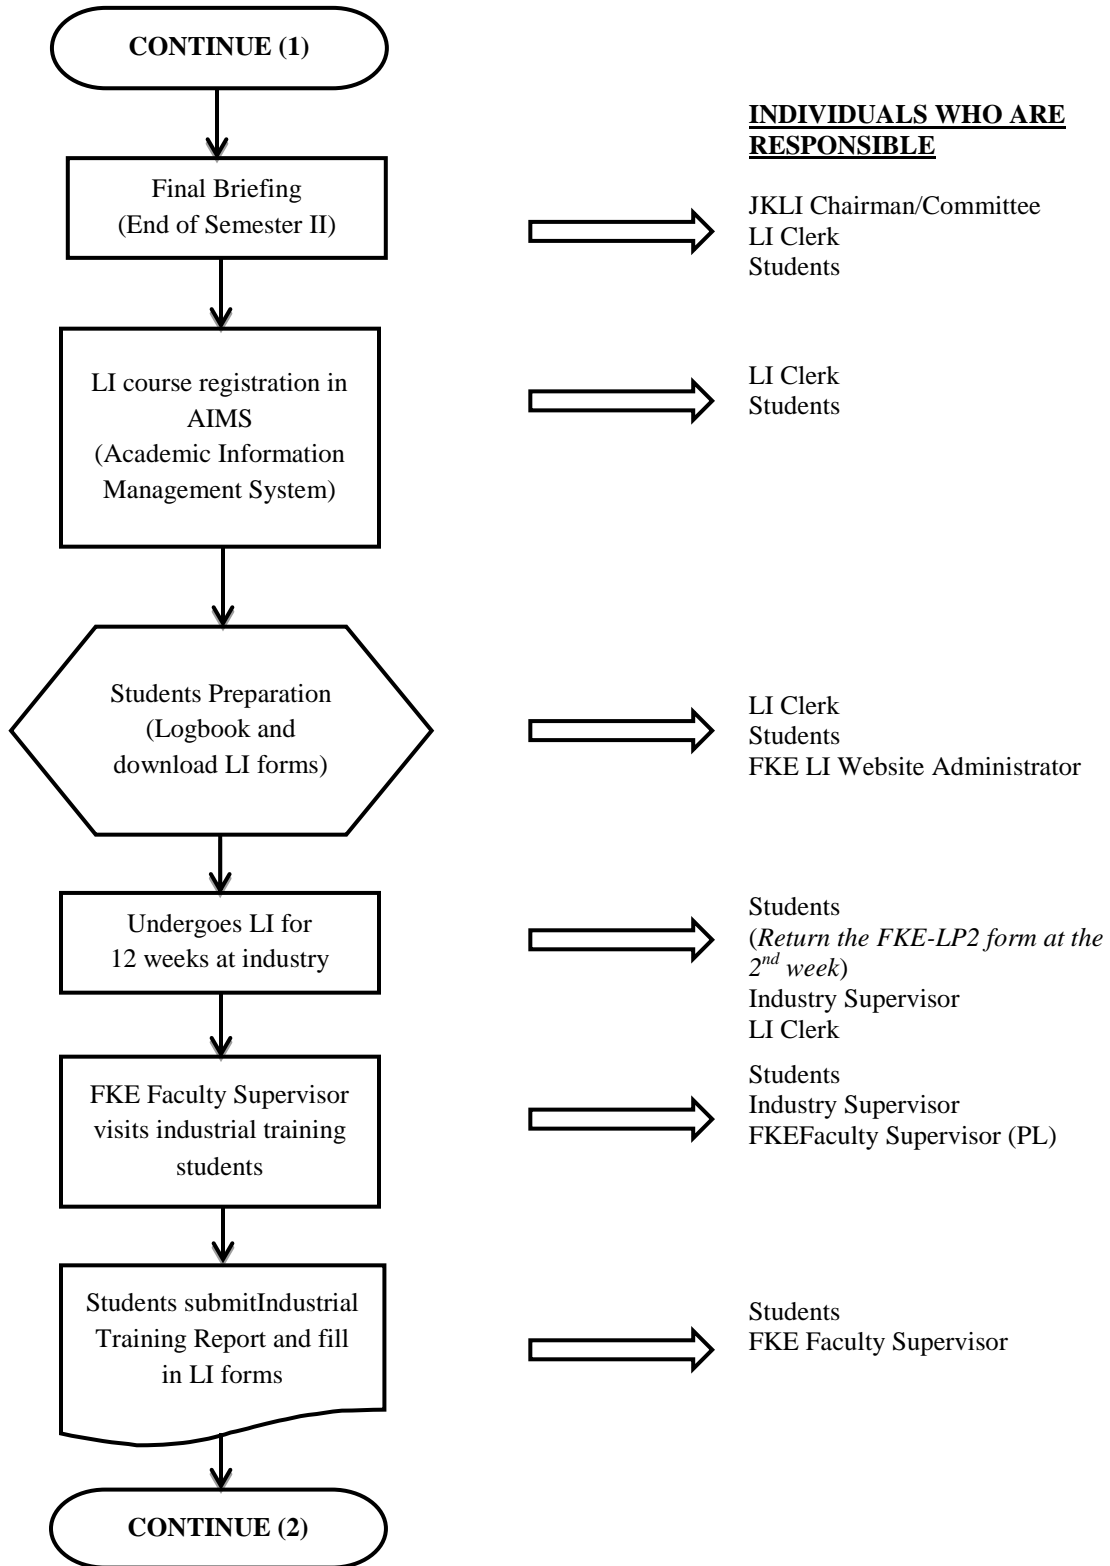 CONTINUE (1)
INDIVIDUALS WHO ARE
RESPONSIBLE
Final Briefing
(End of Semester II)
JKLI Chairman/Committee
LI Clerk
Students
LI course registration in
AIMS
(Academic Information
Management System)
LI Clerk
Students
Students Preparation
(Logbook and
download LI forms)
LI Clerk
Students
FKE LI Website Administrator
Undergoes LI for
12 weeks at industry
Students
(Return the FKE-LP2 form at the
2nd week)
Industry Supervisor
LI Clerk
FKE Faculty Supervisor
visits industrial training
students
Students
Industry Supervisor
FKEFaculty Supervisor (PL)
Students submitIndustrial
Training Report and fill
in LI forms
Students
FKE Faculty Supervisor
CONTINUE (2)